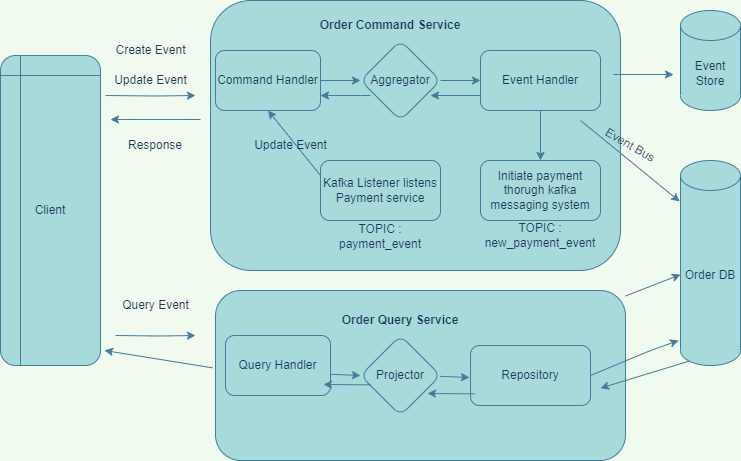 Order Command Service
Create Event
Update Event
Response
Command Handler
Aggregator
Event Handler
Event
Store
Update Event
Event Bus
Kafka Listener listens
Payment service
TOPIC :
payment_event
Initiate payment
thorugh kafka
messaging system
TOPIC :
new_payment_event
Client
Order DB
Query Event
Order Query Service
Query Handler
Projector
Repository